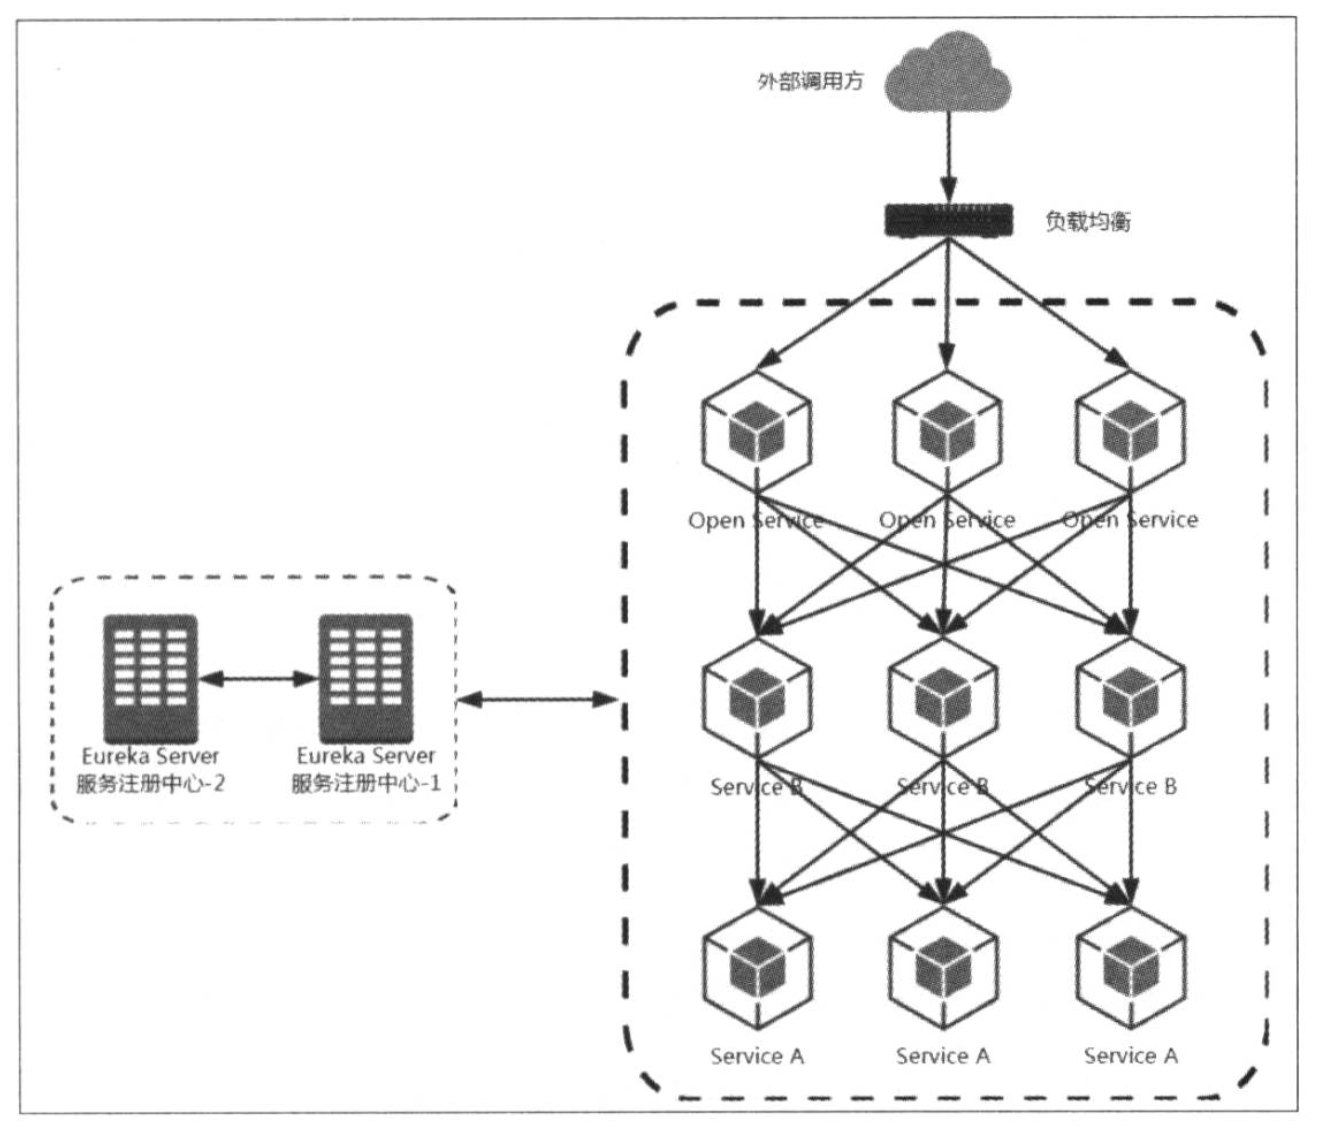 外部调用方
负载均衡
Open Service
Open Service
Open Service
Eureka Server
服务注册中心-2
Eureka Server
服务注册中心-1
Service B
Service B
Service B
Service A
Service A
Service A